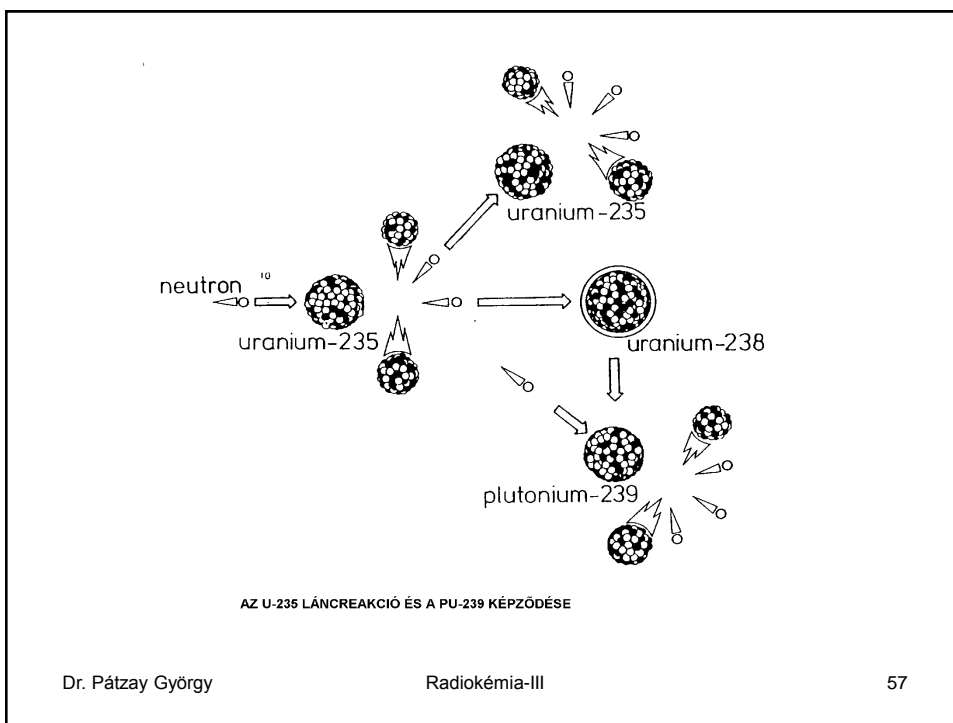 uranium-235
neutron
uranium-235
uranium-238
plutonium-239
AZ U-235 LÁNCREAKCIÓ ÉS A PU-239 KÉPZŐDÉSE
Dr. Pátzay György Radiokémia-III 57